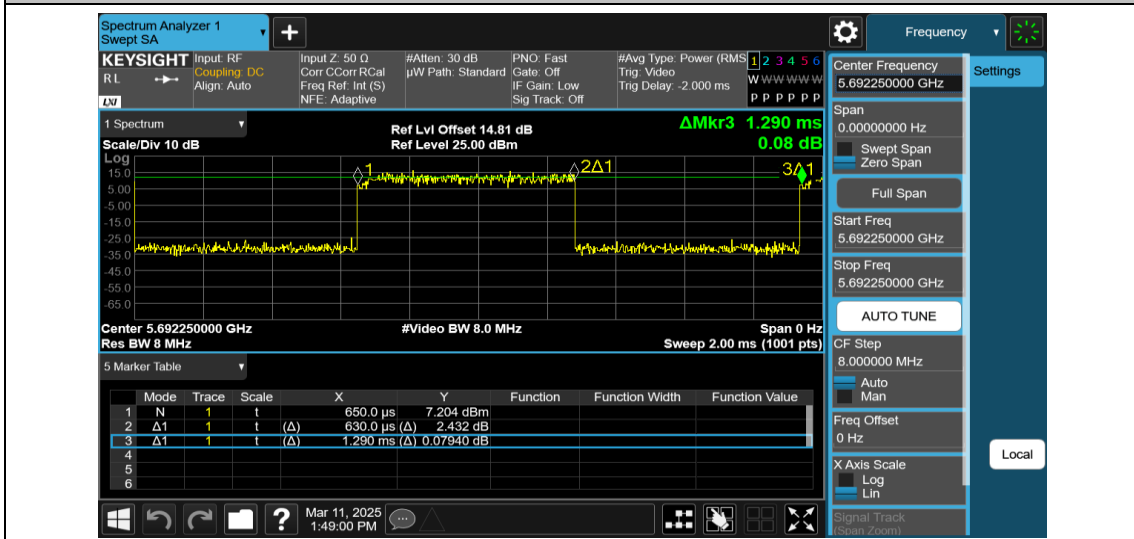 Spectrum Analyzer 1
Swept SA
+
Frequency
KEYSIGHT
R L
LXI
Input: RF
Coupling: DC
Align: Auto
Input Z: 50 Ω
Corr CCorr RCal
Freq Ref: Int (S)
NFE: Adaptive
#Atten: 30 dB
µW Path: Standard
PNO: Fast
Gate: Off
IF Gain: Low
Sig Track: Off
#Avg Type: Power (RMS
Trig: Video
Trig Delay: -2.000 ms
1 2 3 4 5 6
W W W W W W
P P P P P P
1 Spectrum
Scale/Div 10 dB
Ref Lvl Offset 14.81 dB
Ref Level 25.00 dBm
ΔMkr3 1.290 ms
0.08 dB
Log
15.0
5.00
-5.00
-15.0
-25.0
-35.0
-45.0
-55.0
-65.0
1
2Δ1
3Δ1
Center 5.692250000 GHz
#Video BW 8.0 MHz
Span 0 Hz
Res BW 8 MHz
Sweep 2.00 ms (1001 pts)
5 Marker Table
Mode Trace Scale X Y Function Function Width Function Value
1 N 1 t 650.0 µs 7.204 dBm
2 Δ1 1 t (Δ) 630.0 µs (Δ) 2.432 dB
3 Δ1 1 t (Δ) 1.290 ms (Δ) 0.07940 dB
4
5
6
Mar 11, 2025
1:49:00 PM
?
Center Frequency
5.692250000 GHz
Span
0.00000000 Hz
Swept Span
Zero Span
Full Span
Start Freq
5.692250000 GHz
Stop Freq
5.692250000 GHz
AUTO TUNE
CF Step
8.000000 MHz
Auto
Man
Freq Offset
0 Hz
X Axis Scale
Log
Lin
Signal Track
(Span Zoom)
Settings
Local